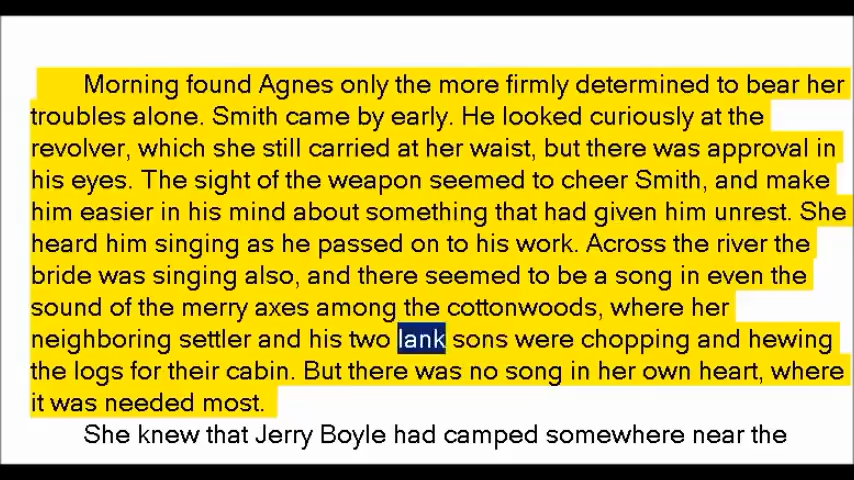 Morning found Agnes only the more firmly determined to bear her
troubles alone. Smith came by early. He looked curiously at the
revolver, which she still carried at her waist, but there was approval in
his eyes. The sight of the weapon seemed to cheer Smith, and make
him easier in his mind about something that had given him unrest. She
heard him singing as he passed on to his work. Across the river the
bride was singing also, and there seemed to be a song in even the
sound of the merry axes among the cottonwoods, where her
neighboring settler and his two lank sons were chopping and hewing
the logs for their cabin. But there was no song in her own heart, where
it was needed most.
She knew that Jerry Boyle had camped somewhere near the